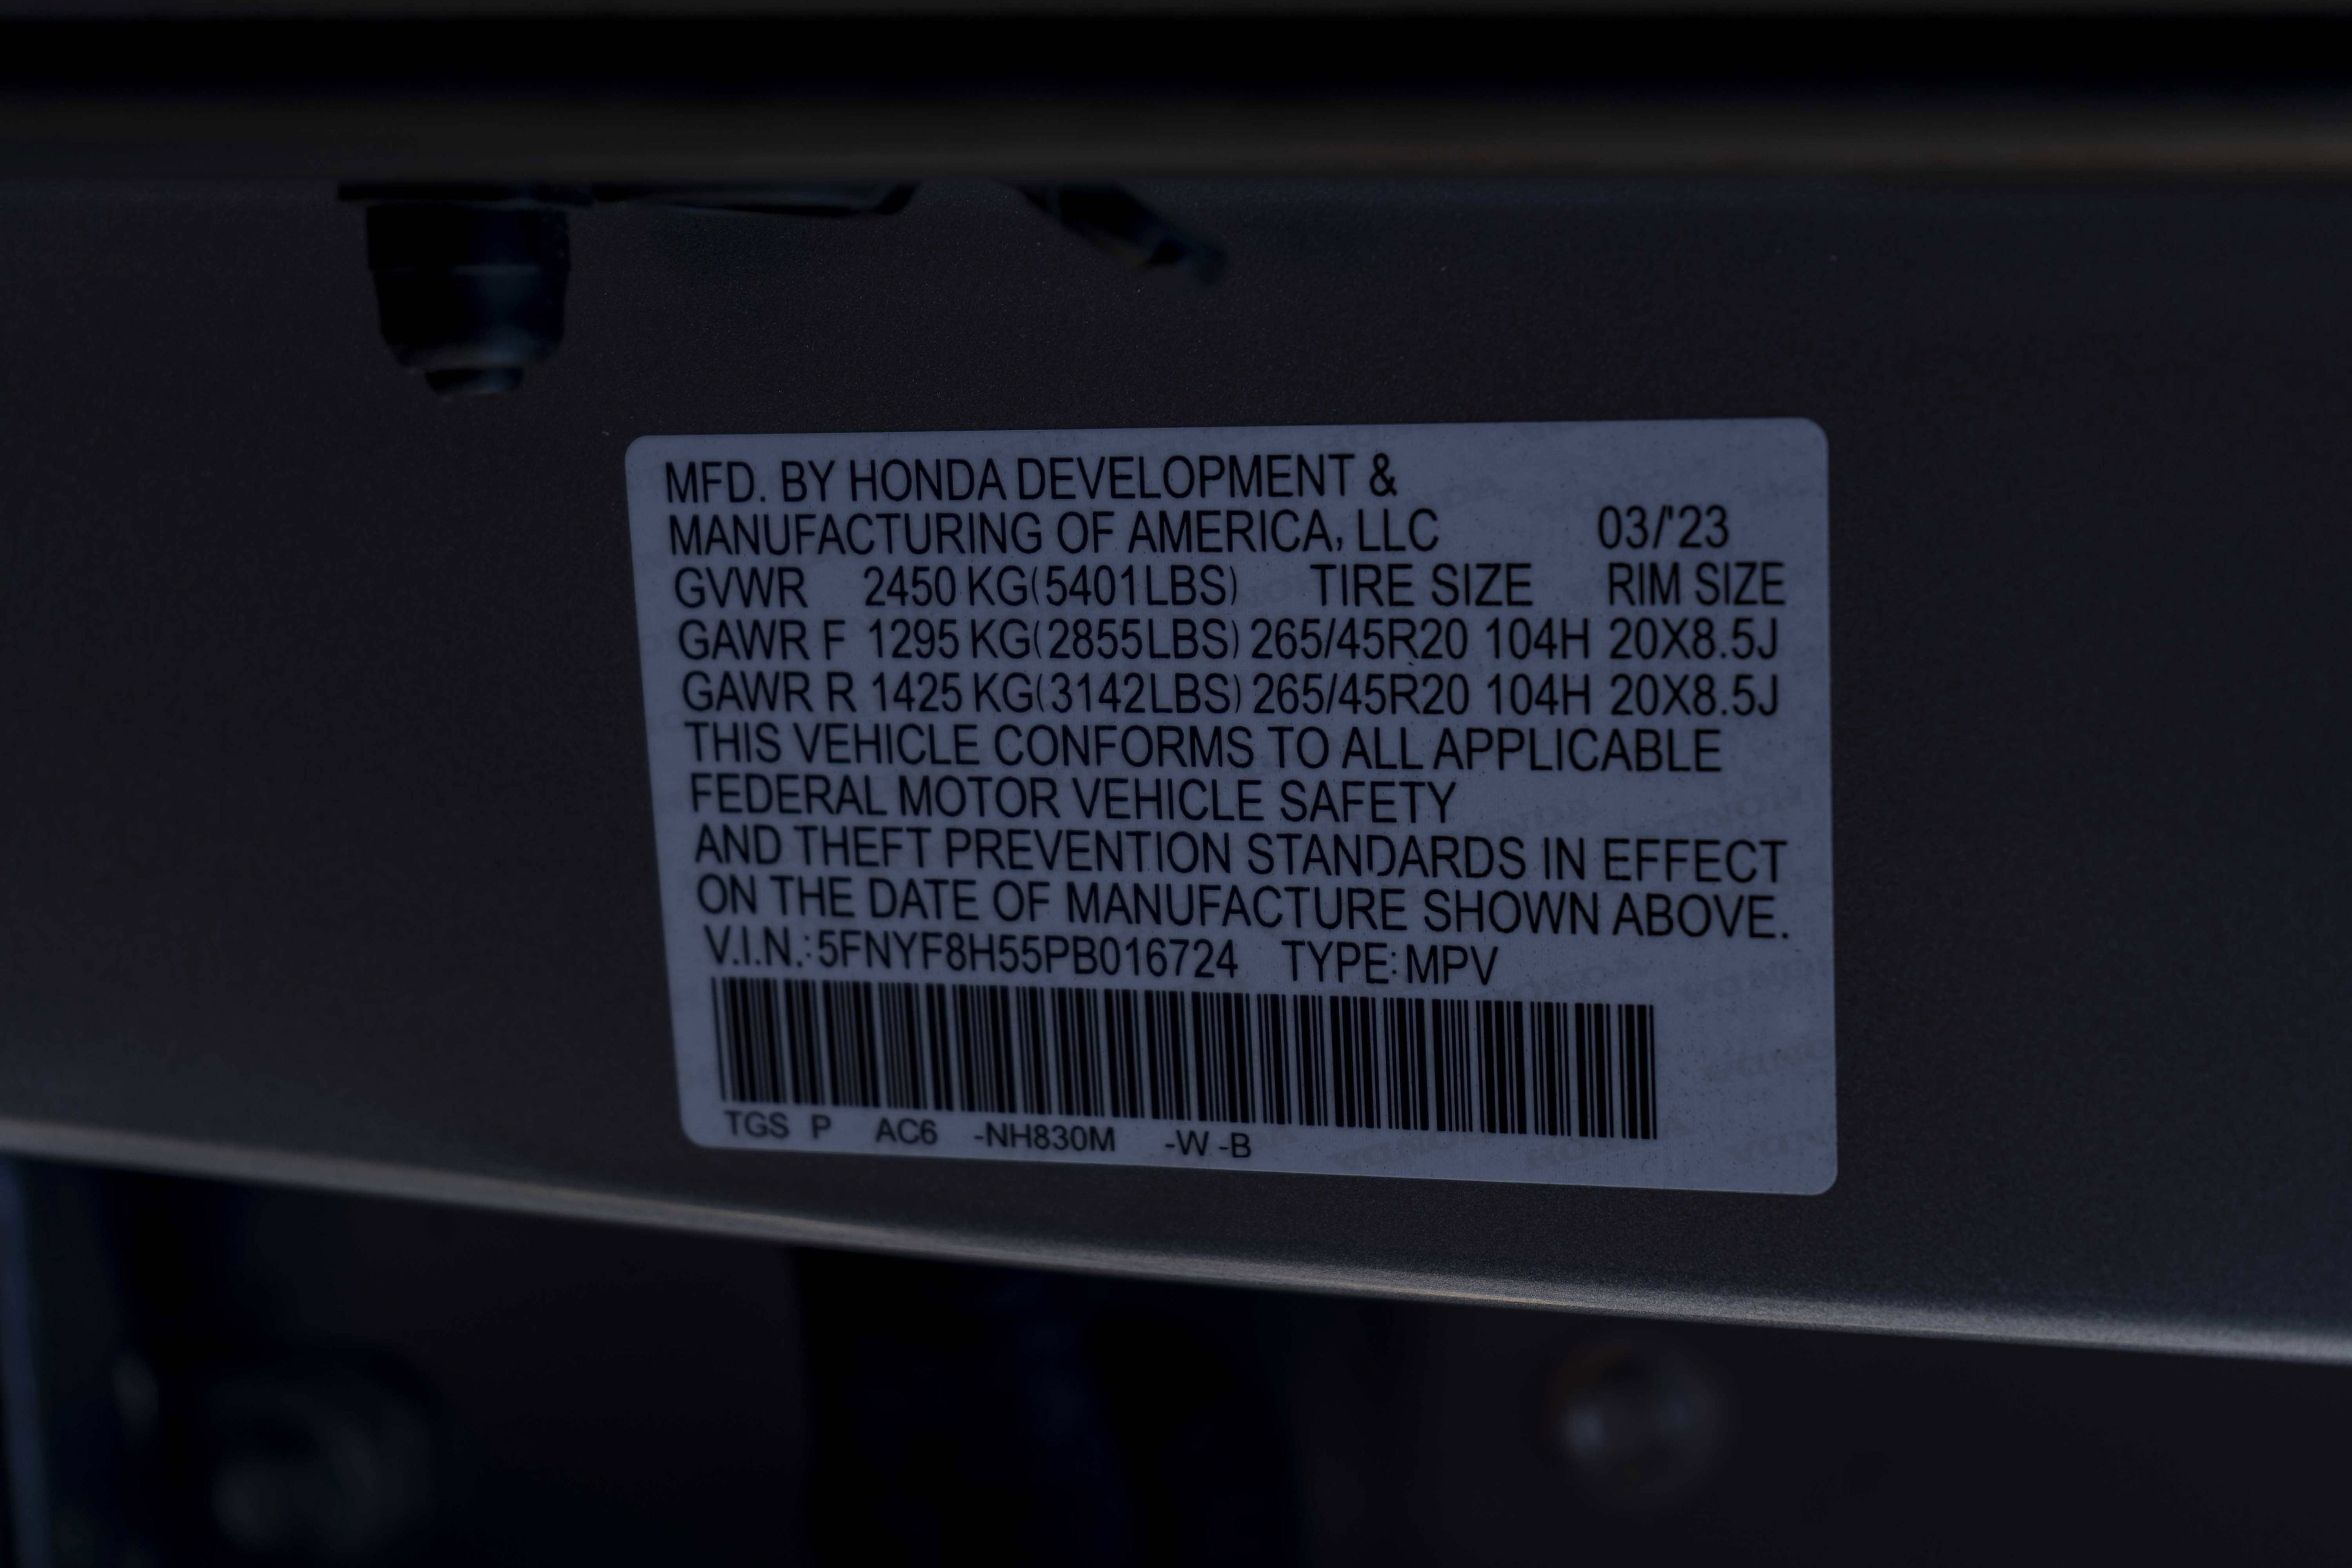 MFD. BY HONDA DEVELOPMENT &
MANUFACTURING OF AMERICA, LLC 03/'23
GVWR 2450 KG(5401LBS) TIRE SIZE RIM SIZE
GAWR F 1295 KG(2855LBS) 265/45R20 104H 20X8.5J
GAWR R 1425 KG(3142LBS) 265/45R20 104H 20X8.5J
THIS VEHICLE CONFORMS TO ALL APPLICABLE
FEDERAL MOTOR VEHICLE SAFETY
AND THEFT PREVENTION STANDARDS IN EFFECT
ON THE DATE OF MANUFACTURE SHOWN ABOVE.
V.I.N.: 5FNYF8H55PB016724 TYPE: MPV
TGS P AC6 -NH830M -W -B